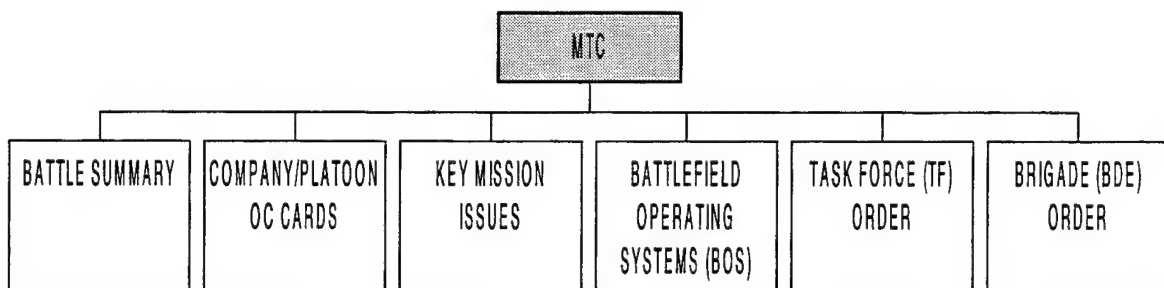 MTC
BATTLE SUMMARY
COMPANY/PLATOON
OC CARDS
KEY MISSION
ISSUES
BATTLEFIELD
OPERATING
SYSTEMS (BOS)
TASK FORCE (TF)
ORDER
BRIGADE (BDE)
ORDER